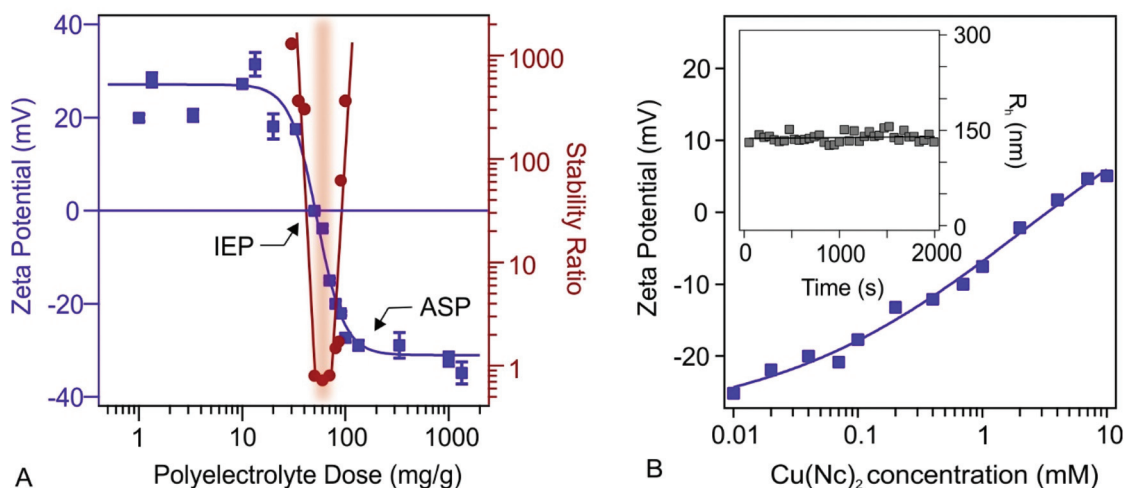 40
20
0
-20
-40
Zeta Potential (mV)
1
10
100
1000
Polyelectrolyte Dose (mg/g)
1000
100
10
1
Stability Ratio
IEP
ASP
A
20
10
0
-10
-20
Zeta Potential (mV)
0.01
0.1
1
10
Cu(Nc)₂ concentration (mM)
300
150
0
Rₕ (nm)
0
1000
2000
Time (s)
B